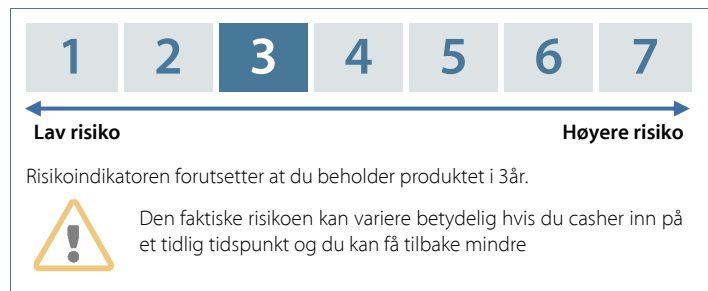 1 2 3 4 5 6 7
Lav risiko Høyere risiko
Risikoindikatoren forutsetter at du beholder produktet i 3år.
Den faktiske risikoen kan variere betydelig hvis du casher inn på
et tidlig tidspunkt og du kan få tilbake mindre